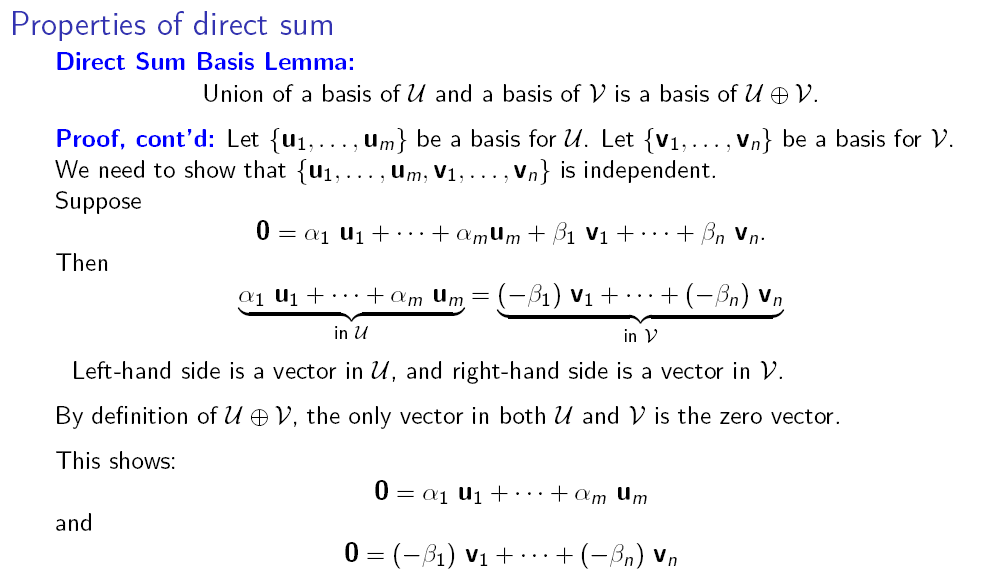 Properties of direct sum
Direct Sum Basis Lemma:
Union of a basis of 𝒰 and a basis of 𝒱 is a basis of 𝒰 ⊕ 𝒱.
Proof, cont'd: Let {u₁, . . . , uₘ} be a basis for 𝒰. Let {v₁, . . . , vₙ} be a basis for 𝒱.
We need to show that {u₁, . . . , uₘ, v₁, . . . , vₙ} is independent.
Suppose
0 = α₁ u₁ + · · · + αₘuₘ + β₁ v₁ + · · · + βₙ vₙ.
Then
α₁ u₁ + · · · + αₘ uₘ = (−β₁) v₁ + · · · + (−βₙ) vₙ
in 𝒰 in 𝒱
Left-hand side is a vector in 𝒰, and right-hand side is a vector in 𝒱.
By definition of 𝒰 ⊕ 𝒱, the only vector in both 𝒰 and 𝒱 is the zero vector.
This shows:
0 = α₁ u₁ + · · · + αₘ uₘ
and
0 = (−β₁) v₁ + · · · + (−βₙ) vₙ